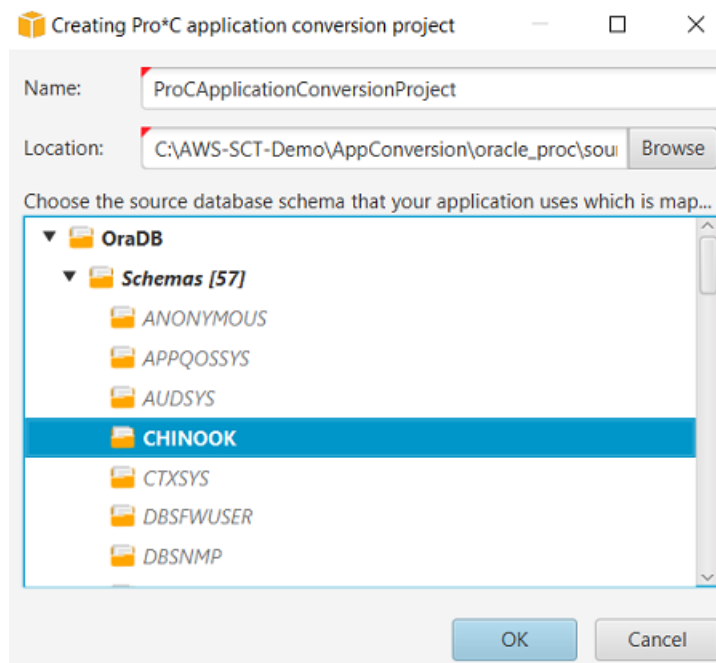 Creating Pro*C application conversion project
Name: ProCApplicationConversionProject
Location: C:\AWS-SCT-Demo\AppConversion\oracle_proc\sou Browse
Choose the source database schema that your application uses which is map...
OraDB
Schemas [57]
ANONYMOUS
APPQOSSYS
AUDSYS
CHINOOK
CTXSYS
DBSFWUSER
DBSNMP
OK Cancel